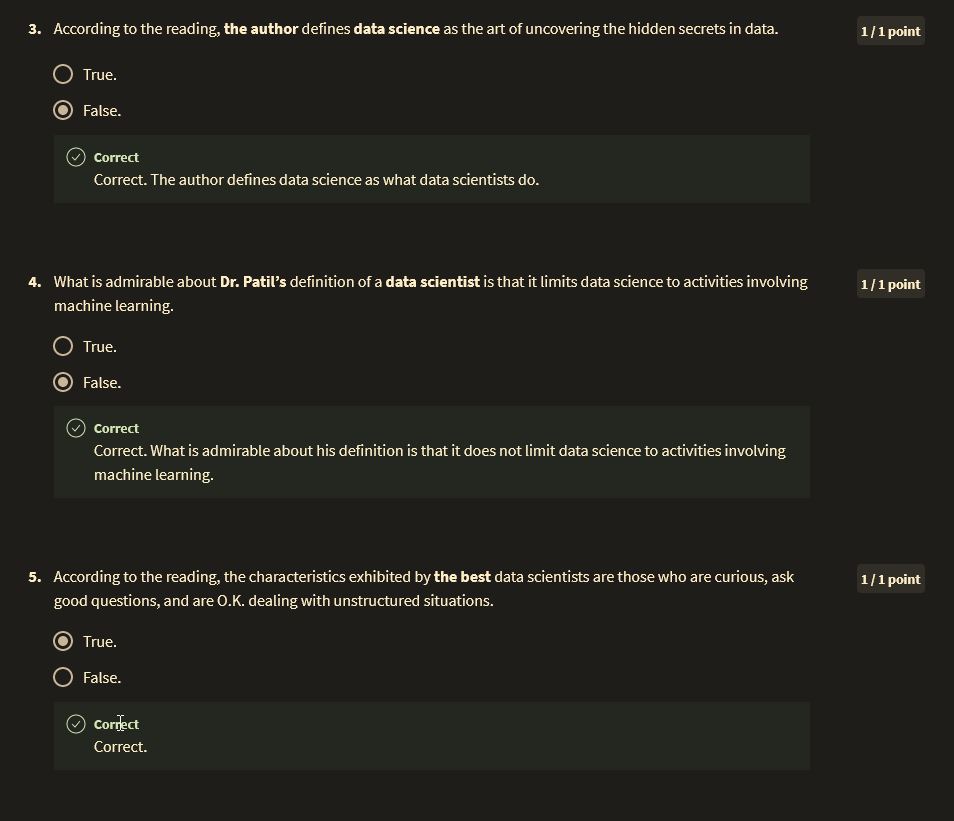 3. According to the reading, the author defines data science as the art of uncovering the hidden secrets in data.
1 / 1 point
True.
False.
Correct
Correct. The author defines data science as what data scientists do.
4. What is admirable about Dr. Patil’s definition of a data scientist is that it limits data science to activities involving
machine learning.
1 / 1 point
True.
False.
Correct
Correct. What is admirable about his definition is that it does not limit data science to activities involving
machine learning.
5. According to the reading, the characteristics exhibited by the best data scientists are those who are curious, ask
good questions, and are O.K. dealing with unstructured situations.
1 / 1 point
True.
False.
Correct
Correct.